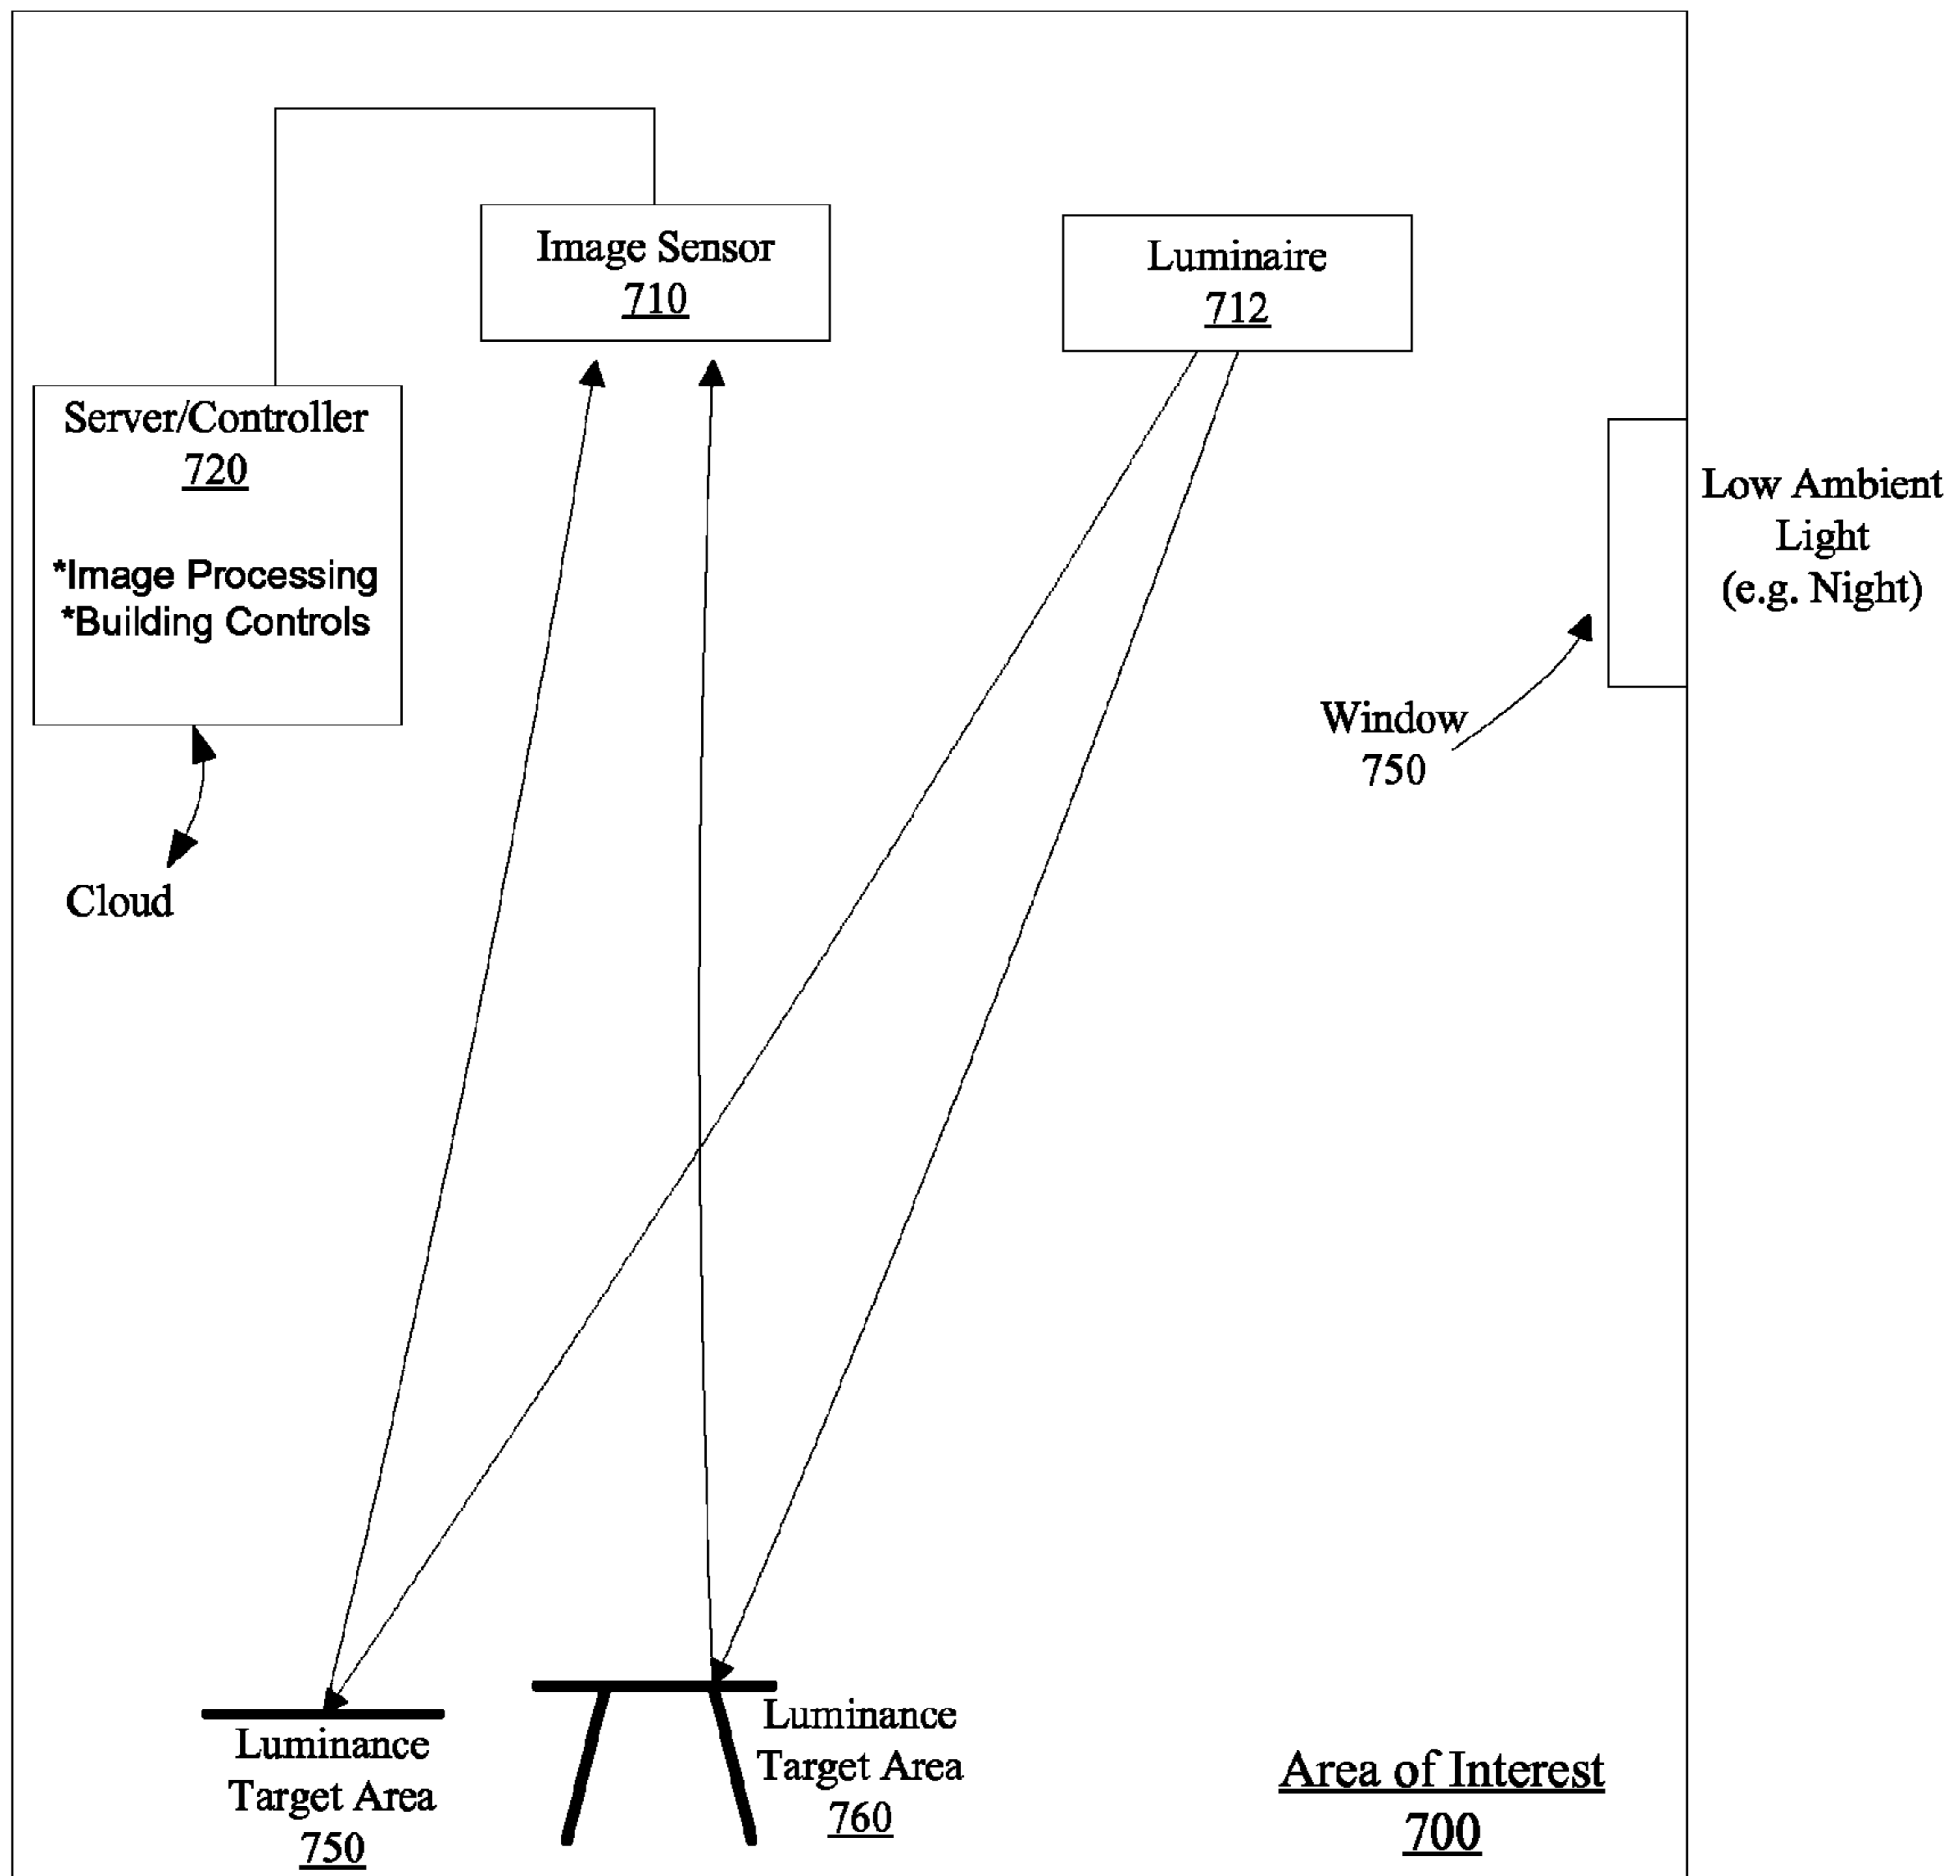 Image Sensor
710
Luminaire
712
Server/Controller
720
*Image Processing
*Building Controls
Low Ambient
Light
(e.g. Night)
Window
750
Cloud
Luminance
Target Area
750
Luminance
Target Area
760
Area of Interest
700